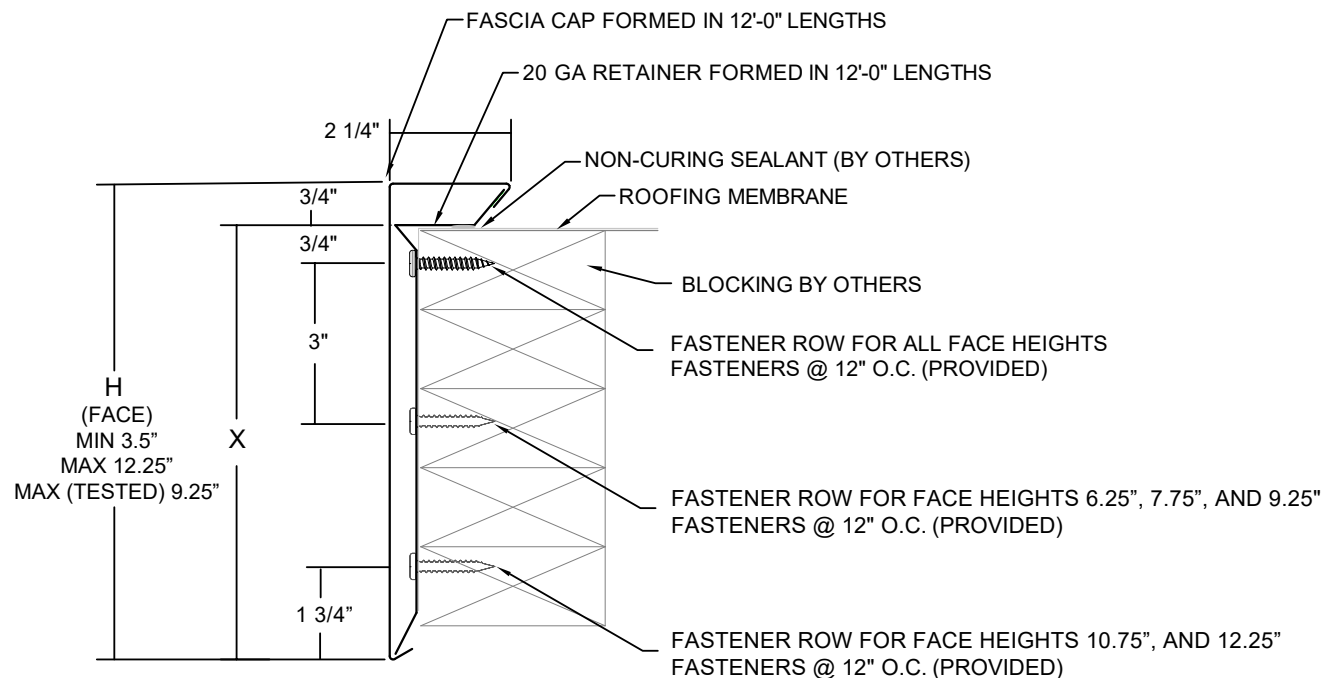 FASCIA CAP FORMED IN 12'-0" LENGTHS
20 GA RETAINER FORMED IN 12'-0" LENGTHS
2 1/4"
NON-CURING SEALANT (BY OTHERS)
ROOFING MEMBRANE
3/4"
3/4"
BLOCKING BY OTHERS
3"
FASTENER ROW FOR ALL FACE HEIGHTS
FASTENERS @ 12" O.C. (PROVIDED)
H
(FACE)
MIN 3.5”
MAX 12.25”
MAX (TESTED) 9.25”
X
FASTENER ROW FOR FACE HEIGHTS 6.25”, 7.75”, AND 9.25"
FASTENERS @ 12" O.C. (PROVIDED)
1 3/4”
FASTENER ROW FOR FACE HEIGHTS 10.75”, AND 12.25”
FASTENERS @ 12" O.C. (PROVIDED)